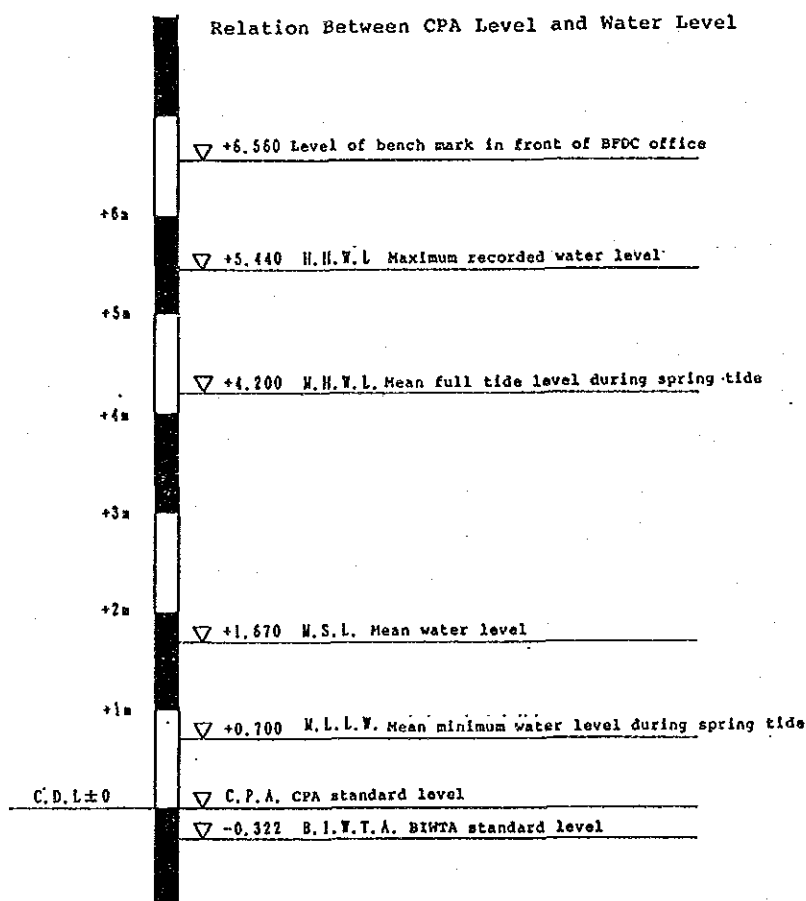 Relation Between CPA Level and Water Level
+6.560 Level of bench mark in front of BFDC office
+6m
+5.440 H.H.W.L Maximum recorded water level
+5m
+4.200 M.H.W.L. Mean full tide level during spring tide
+4m
+3m
+2m
+1.670 M.S.L. Mean water level
+1m
+0.700 M.L.L.W. Mean minimum water level during spring tide
C.D.L±0 C.P.A. CPA standard level
-0.322 B.I.W.T.A. BIWTA standard level